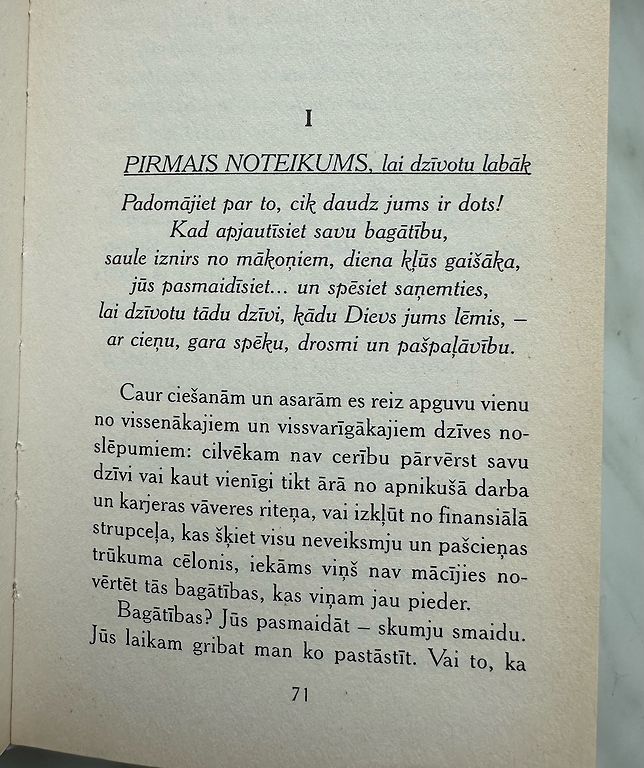 I
PIRMAIS NOTEIKUMS, lai dzīvotu labāk
Padomājiet par to, cik daudz jums ir dots!
Kad apjautīsiet savu bagātību,
saule iznirs no mākoņiem, diena kļūs gaišāka,
jūs pasmaidīsiet... un spēsiet saņemties,
lai dzīvotu tādu dzīvi, kādu Dievs jums lēmis, –
ar cieņu, gara spēku, drosmi un pašpaļāvību.
Caur ciešanām un asarām es reiz apguvu vienu
no vissenākajiem un vissvarīgākajiem dzīves no-
slēpumiem: cilvēkam nav cerību pārvērst savu
dzīvi vai kaut vienīgi tikt ārā no apnikušā darba
un karjeras vāveres riteņa, vai izkļūt no finansiālā
strupceļa, kas šķiet visu neveiksmju un pašcieņas
trūkuma cēlonis, iekāms viņš nav mācījies no-
vērtēt tās bagātības, kas viņam jau pieder.
Bagātības? Jūs pasmaidāt – skumju smaidu.
Jūs laikam gribat man ko pastāstīt. Vai to, ka
71